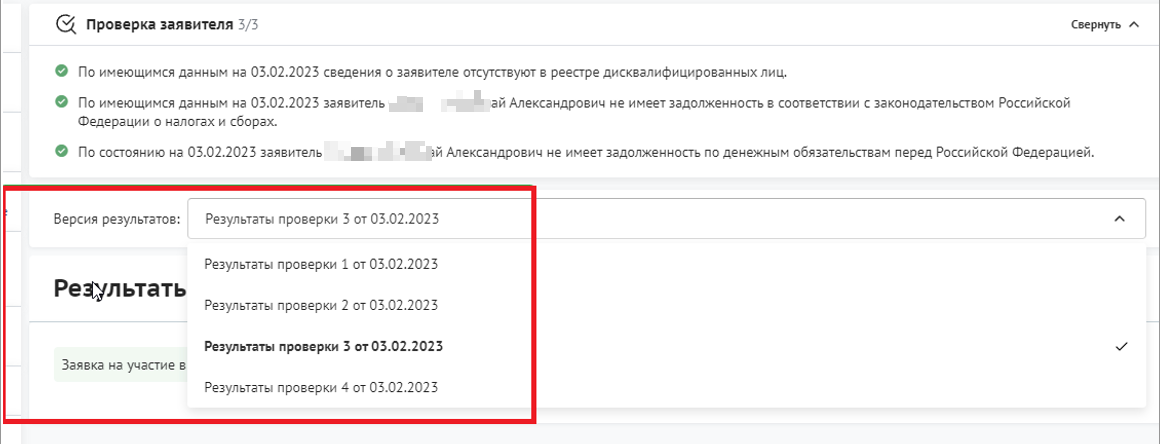 Проверка заявителя 3/3
Свернуть
По имеющимся данным на 03.02.2023 сведения о заявителе отсутствуют в реестре дисквалифицированных лиц.
По имеющимся данным на 03.02.2023 заявитель ай Александрович не имеет задолженность в соответствии с законодательством Российской
Федерации о налогах и сборах.
По состоянию на 03.02.2023 заявитель ай Александрович не имеет задолженность по денежным обязательствам перед Российской Федерацией.
Версия результатов: Результаты проверки 3 от 03.02.2023
Результаты проверки 1 от 03.02.2023
Результать
Результаты проверки 2 от 03.02.2023
Результаты проверки 3 от 03.02.2023
Заявка на участие в
Результаты проверки 4 от 03.02.2023